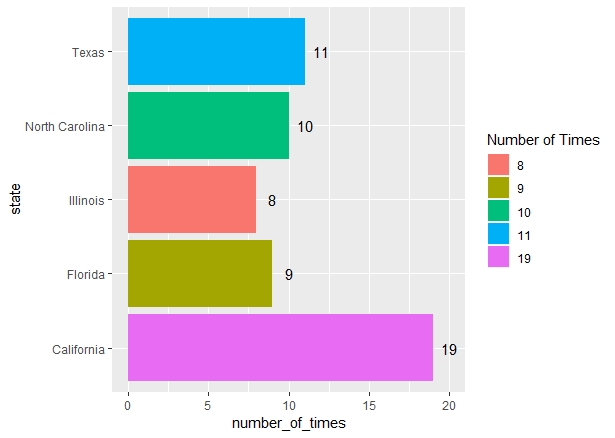 Texas
11
North Carolina
10
Illinois
8
Florida
9
California
19
0 5 10 15 20
number_of_times
state
Number of Times
8
9
10
11
19